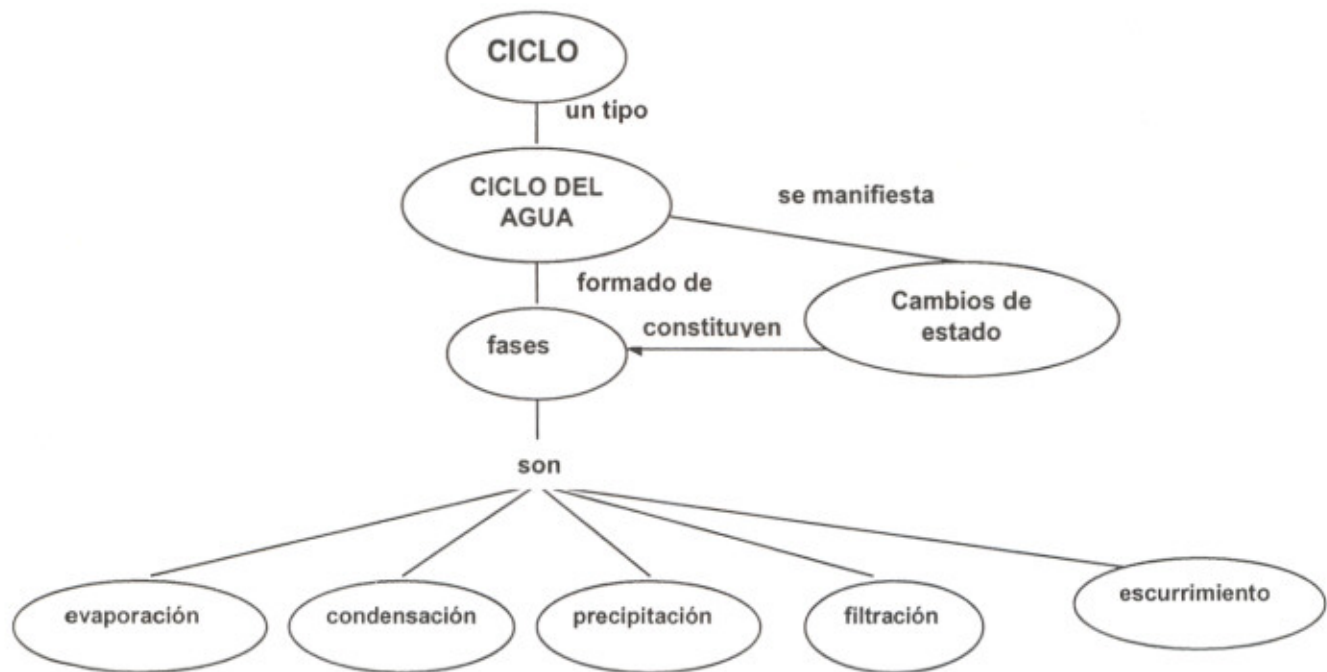 CICLO
un tipo
CICLO DEL
AGUA
se manifiesta
formado de
Cambios de
estado
constituyen
fases
son
evaporación
condensación
precipitación
filtración
escurrimiento